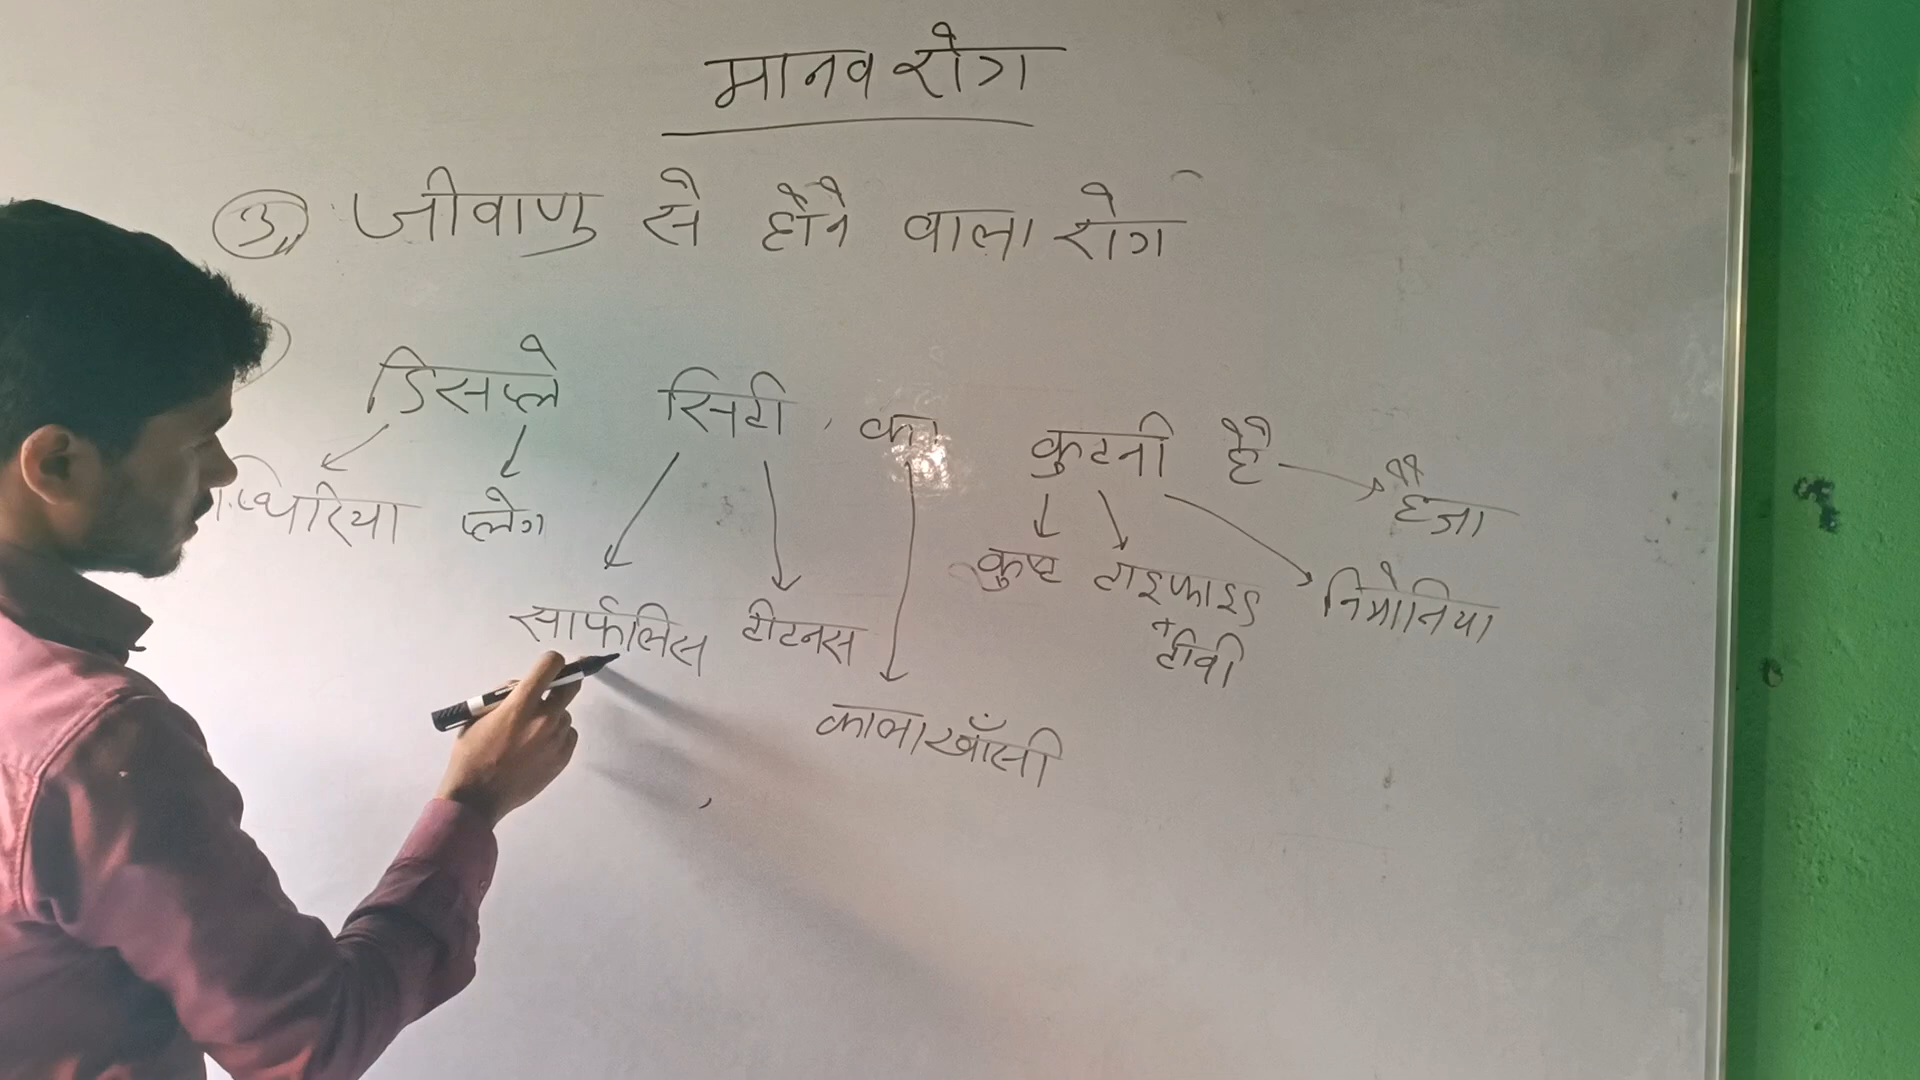 मानव रोग
3,, जीवाणु से होने वाला रोग
डिसप्ले सिटी का कुटनी है → हैजा
प्थिरिया प्लेग
कुष्ट टाइफाइड निमोनिया
सार्फलिस टीटनस + टीवी
कालाखाँसी